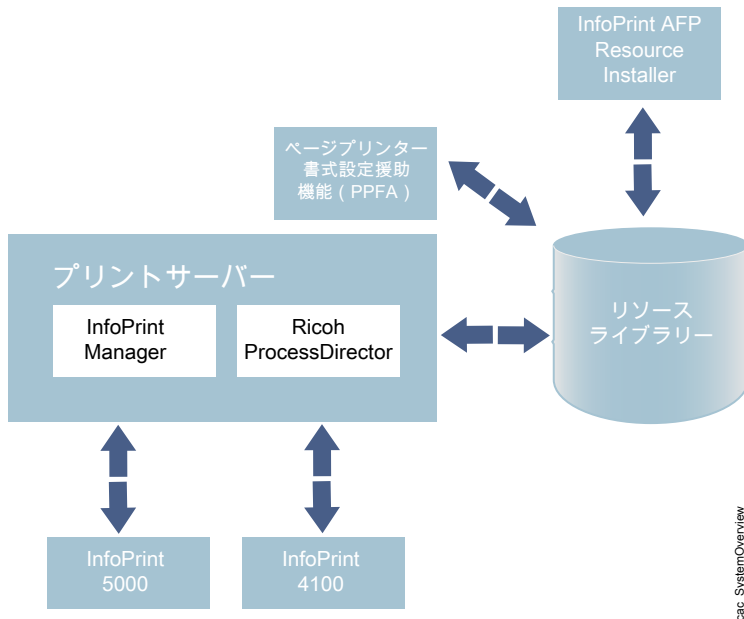 InfoPrint AFP
Resource
Installer
ページプリンター
書式設定援助
機能 ( PPFA )
プリントサーバー
InfoPrint
Manager
Ricoh
ProcessDirector
リソース
ライブラリー
InfoPrint
5000
InfoPrint
4100
cac_SystemOverview